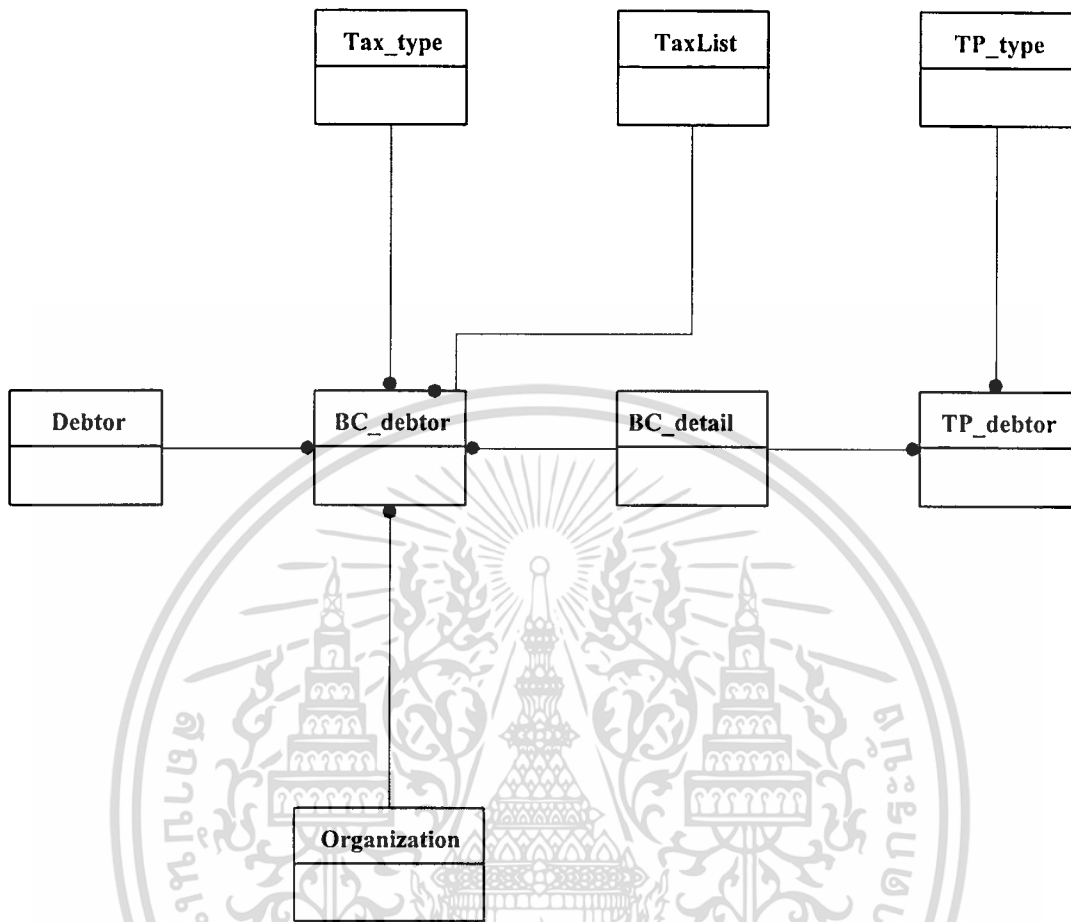 Tax_type
TaxList
TP_type
Debtor
BC_debtor
BC_detail
TP_debtor
Organization